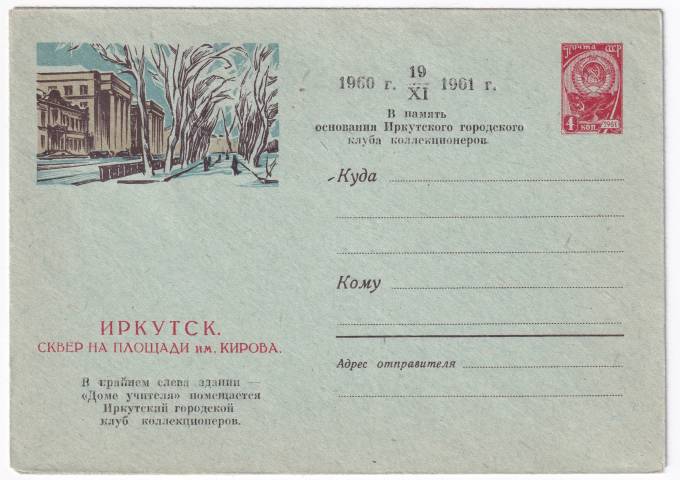 1960 г. 19 XI 1961 г.
В память
основания Иркутского городского
клуба коллекционеров.
Почта СССР
4 коп. 1961
Куда
Кому
Адрес отправителя
ИРКУТСК.
СКВЕР НА ПЛОЩАДИ им. КИРОВА.
В крайнем слева здании —
«Доме учителя» помещается
Иркутский городской
клуб коллекционеров.